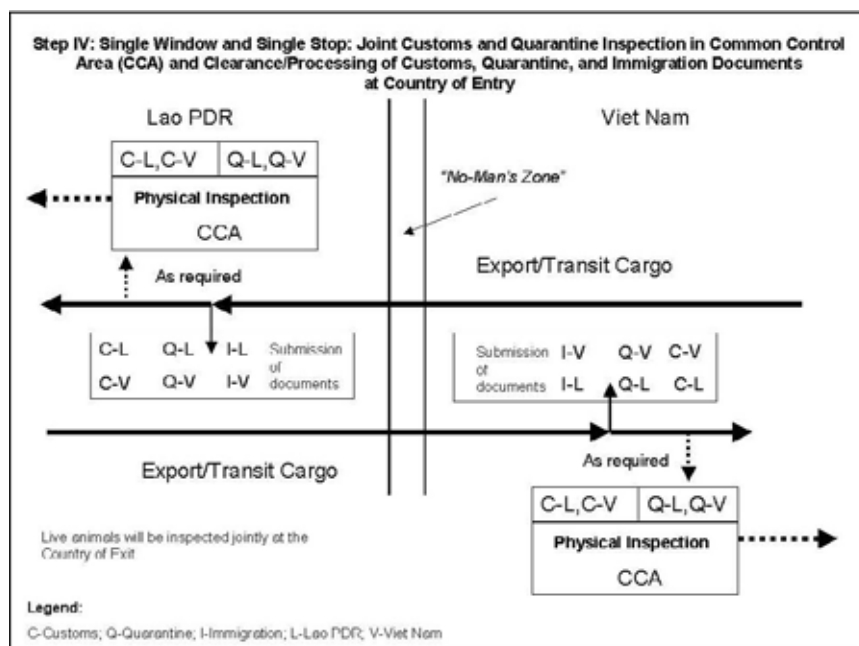 Step IV: Single Window and Single Stop: Joint Customs and Quarantine Inspection in Common Control
Area (CCA) and Clearance/Processing of Customs, Quarantine, and Immigration Documents
at Country of Entry
Lao PDR
Viet Nam
C-L,C-V
Q-L,Q-V
Physical Inspection
CCA
"No-Man's Zone"
As required
Export/Transit Cargo
C-L Q-L I-L
C-V Q-V I-V
Submission
of
documents
Submission
of
documents
I-V Q-V C-V
I-L Q-L C-L
Export/Transit Cargo
As required
C-L,C-V
Q-L,Q-V
Physical Inspection
CCA
Live animals will be inspected jointly at the
Country of Exit
Legend:
C-Customs; Q-Quarantine; I-Immigration; L-Lao PDR; V-Viet Nam